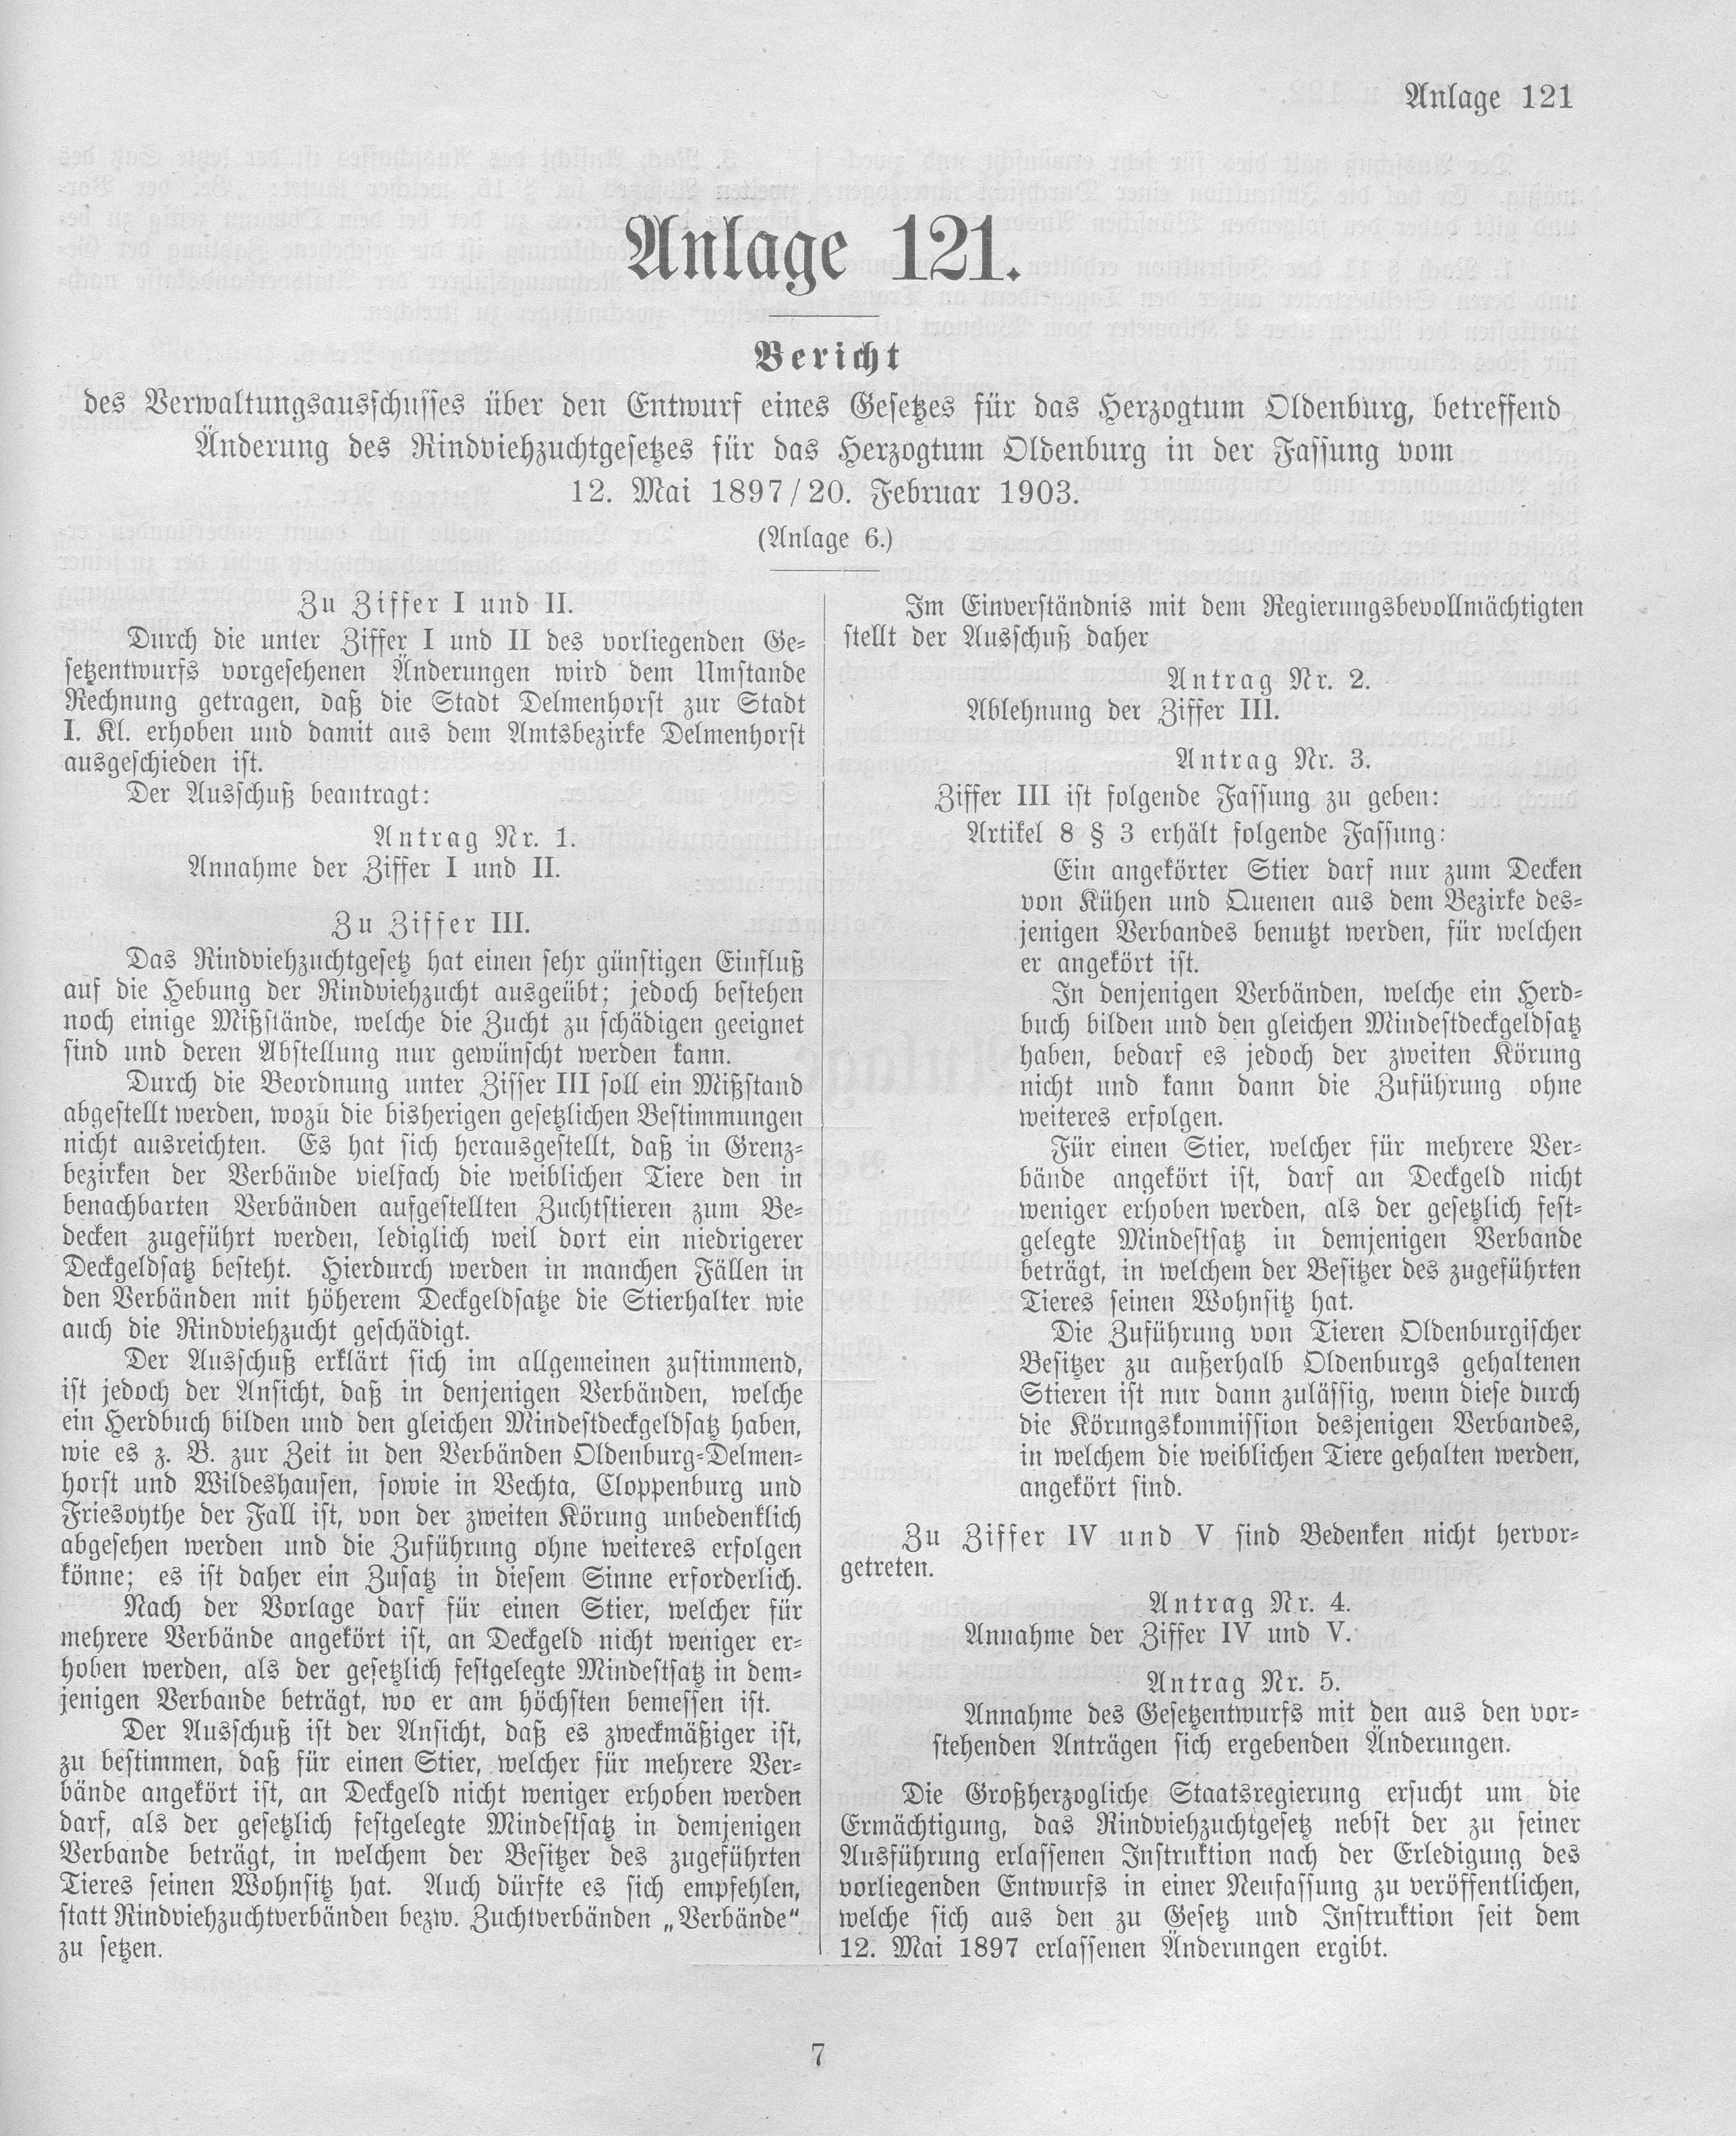 Anlage 121
Anlage 121.
Bericht
des Verwaltungsausschusses über den Entwurf eines Gesetzes für das Herzogtum Oldenburg, betreffend
Änderung des Rindviehzuchtgesetzes für das Herzogtum Oldenburg in der Fassung vom
12. Mai 1897/20. Februar 1903.
(Anlage 6.)
Zu Ziffer I und II.
Durch die unter Ziffer I und II des vorliegenden Ge-
setzentwurfs vorgesehenen Änderungen wird dem Umstande
Rechnung getragen, daß die Stadt Delmenhorst zur Stadt
I. Kl. erhoben und damit aus dem Amtsbezirke Delmenhorst
ausgeschieden ist.
Der Ausschuß beantragt:
Antrag Nr. 1.
Annahme der Ziffer I und II.
Zu Ziffer III.
Das Rindviehzuchtgesetz hat einen sehr günstigen Einfluß
auf die Hebung der Rindviehzucht ausgeübt; jedoch bestehen
noch einige Mißstände, welche die Zucht zu schädigen geeignet
sind und deren Abstellung nur gewünscht werden kann.
Durch die Beordnung unter Ziffer III soll ein Mißstand
abgestellt werden, wozu die bisherigen gesetzlichen Bestimmungen
nicht ausreichten. Es hat sich herausgestellt, daß in Grenz-
bezirken der Verbände vielfach die weiblichen Tiere den in
benachbarten Verbänden aufgestellten Zuchtstieren zum Be-
decken zugeführt werden, lediglich weil dort ein niedrigerer
Deckgeldsatz besteht. Hierdurch werden in manchen Fällen in
den Verbänden mit höherem Deckgeldsatze die Stierhalter wie
auch die Rindviehzucht geschädigt.
Der Ausschuß erklärt sich im allgemeinen zustimmend,
ist jedoch der Ansicht, daß in denjenigen Verbänden, welche
ein Herdbuch bilden und den gleichen Mindestdeckgeldsatz haben,
wie es z. B. zur Zeit in den Verbänden Oldenburg-Delmen-
horst und Wildeshausen, sowie in Vechta, Cloppenburg und
Friesoythe der Fall ist, von der zweiten Körung unbedenklich
abgesehen werden und die Zuführung ohne weiteres erfolgen
könne; es ist daher ein Zusatz in diesem Sinne erforderlich.
Nach der Vorlage darf für einen Stier, welcher für
mehrere Verbände angekört ist, an Deckgeld nicht weniger er-
hoben werden, als der gesetzlich festgelegte Mindestsatz in dem-
jenigen Verbande beträgt, wo er am höchsten bemessen ist.
Der Ausschuß ist der Ansicht, daß es zweckmäßiger ist,
zu bestimmen, daß für einen Stier, welcher für mehrere Ver-
bände angekört ist, an Deckgeld nicht weniger erhoben werden
darf, als der gesetzlich festgelegte Mindestsatz in demjenigen
Verbande beträgt, in welchem der Besitzer des zugeführten
Tieres seinen Wohnsitz hat. Auch dürfte es sich empfehlen,
statt Rindviehzuchtverbänden bezw. Zuchtverbänden „Verbände“
zu setzen.
Im Einverständnis mit dem Regierungsbevollmächtigten
stellt der Ausschuß daher
Antrag Nr. 2.
Ablehnung der Ziffer III.
Antrag Nr. 3.
Ziffer III ist folgende Fassung zu geben:
Artikel 8 § 3 erhält folgende Fassung:
Ein angekörter Stier darf nur zum Decken
von Kühen und Quenen aus dem Bezirke des-
jenigen Verbandes benutzt werden, für welchen
er angekört ist.
In denjenigen Verbänden, welche ein Herd-
buch bilden und den gleichen Mindestdeckgeldsatz
haben, bedarf es jedoch der zweiten Körung
nicht und kann dann die Zuführung ohne
weiteres erfolgen.
Für einen Stier, welcher für mehrere Ver-
bände angekört ist, darf an Deckgeld nicht
weniger erhoben werden, als der gesetzlich fest-
gelegte Mindestsatz in demjenigen Verbande
beträgt, in welchem der Besitzer des zugeführten
Tieres seinen Wohnsitz hat.
Die Zuführung von Tieren Oldenburgischer
Besitzer zu außerhalb Oldenburgs gehaltenen
Stieren ist nur dann zulässig, wenn diese durch
die Körungskommission desjenigen Verbandes,
in welchem die weiblichen Tiere gehalten werden,
angekört sind.
Zu Ziffer IV und V sind Bedenken nicht hervor-
getreten.
Antrag Nr. 4.
Annahme der Ziffer IV und V.
Antrag Nr. 5.
Annahme des Gesetzentwurfs mit den aus den vor-
stehenden Anträgen sich ergebenden Änderungen.
Die Großherzogliche Staatsregierung ersucht um die
Ermächtigung, das Rindviehzuchtgesetz nebst der zu seiner
Ausführung erlassenen Instruktion nach der Erledigung des
vorliegenden Entwurfs in einer Neufassung zu veröffentlichen,
welche sich aus den zu Gesetz und Instruktion seit dem
12. Mai 1897 erlassenen Änderungen ergibt.
7